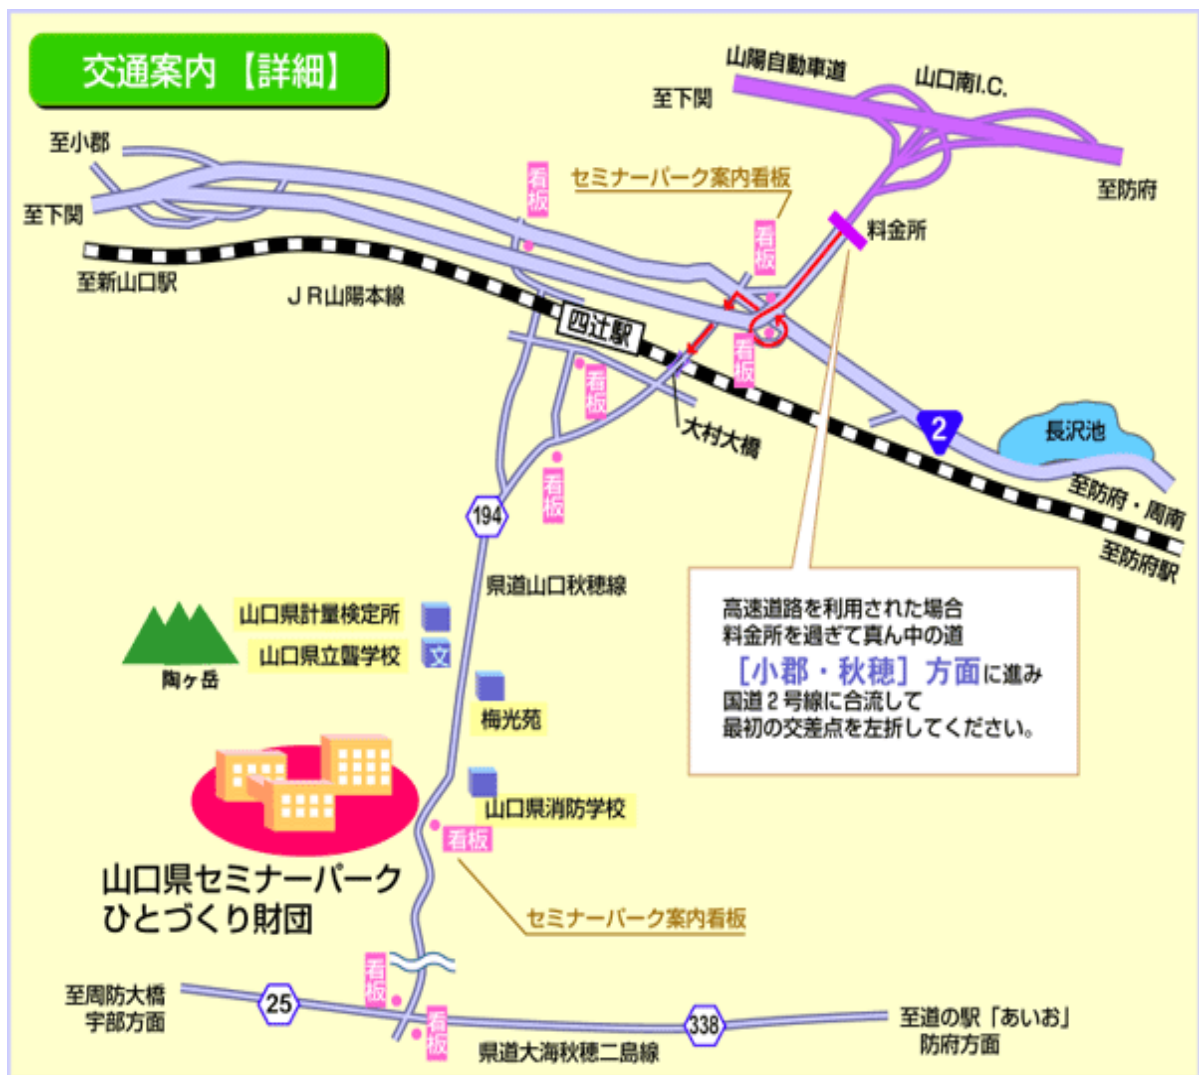 交通案内【詳細】
山陽自動車道
山口南I.C.
至下関
至防府
料金所
至小郡
至下関
至新山口駅
JR山陽本線
看板
セミナーパーク案内看板
看板
四辻駅
看板
看板
大村大橋
看板
2
長沢池
至防府・周南
至防府駅
194
県道山口秋穂線
高速道路を利用された場合
料金所を過ぎて真ん中の道
[小郡・秋穂]方面に進み
国道2号線に合流して
最初の交差点を左折してください。
山口県計量検定所
山口県立聾学校
文
陶ヶ岳
梅光苑
山口県消防学校
看板
山口県セミナーパーク
ひとづくり財団
セミナーパーク案内看板
看板
至周防大橋
宇部方面
25
看板
338
県道大海秋穂二島線
至道の駅「あいお」
防府方面